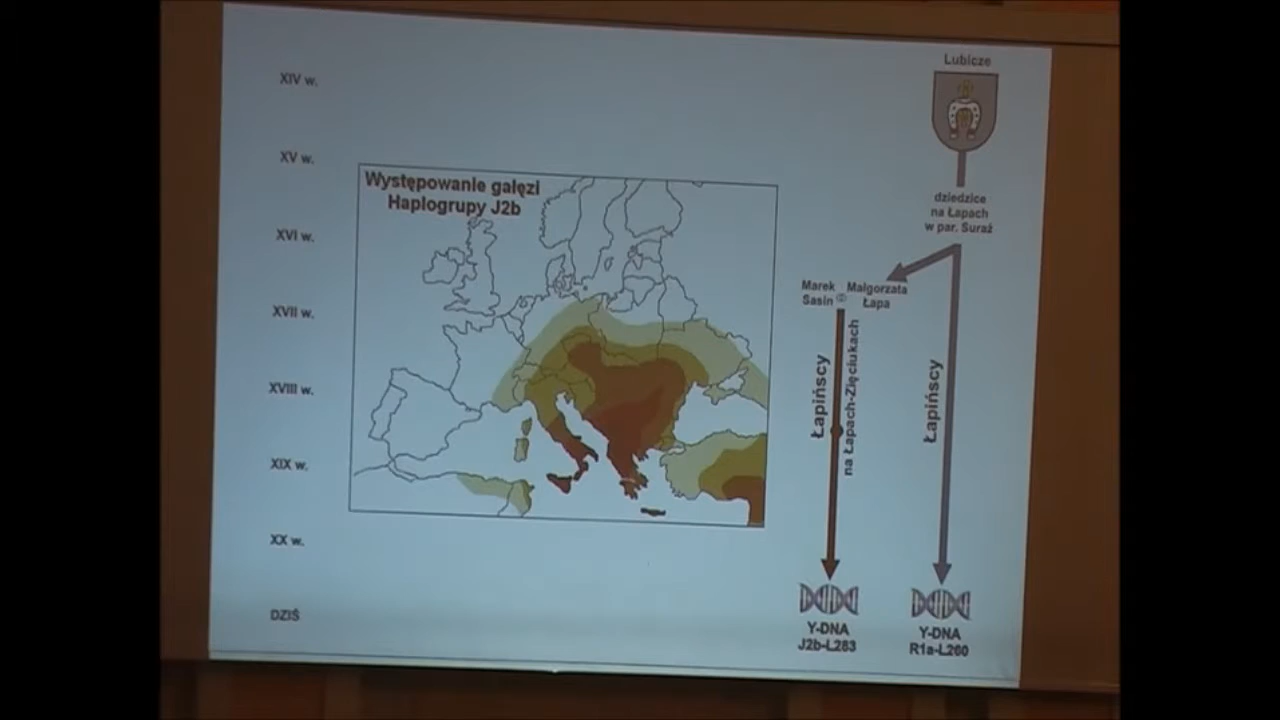 Lubicze
XIV w.
XV w.
Występowanie gałęzi
Haplogrupy J2b
dziedzice
na Łapach
w par. Suraż
XVI w.
Marek
Sasin
Małgorzata
Łapa
XVII w.
Łapińscy
na Łapach-Zięciukach
Łapińscy
XVIII w.
XIX w.
XX w.
DZIŚ
Y-DNA
J2b-L283
Y-DNA
R1a-L260